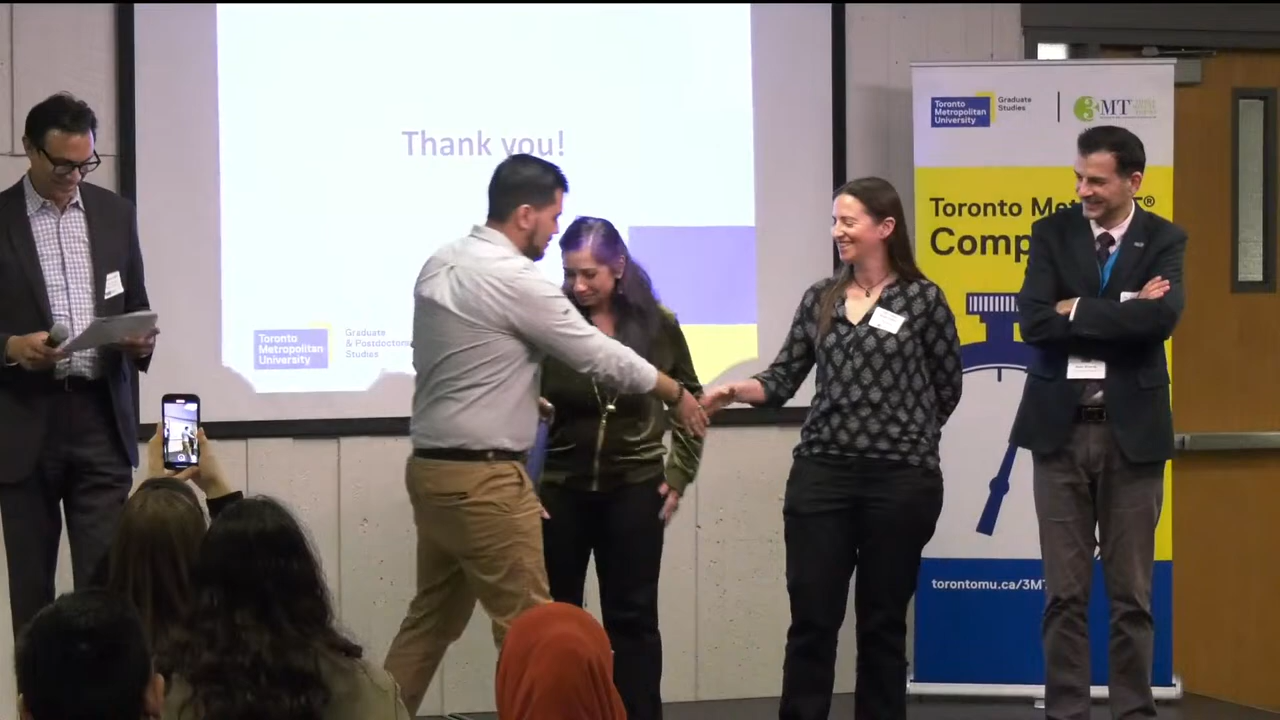 Thank you!
Toronto
Metropolitan
University
Graduate
& Postdoctor
Studies
Toronto
Metropolitan
University
Graduate
Studies
3MT
Toronto Met
Comp
torontomu.ca/3MT